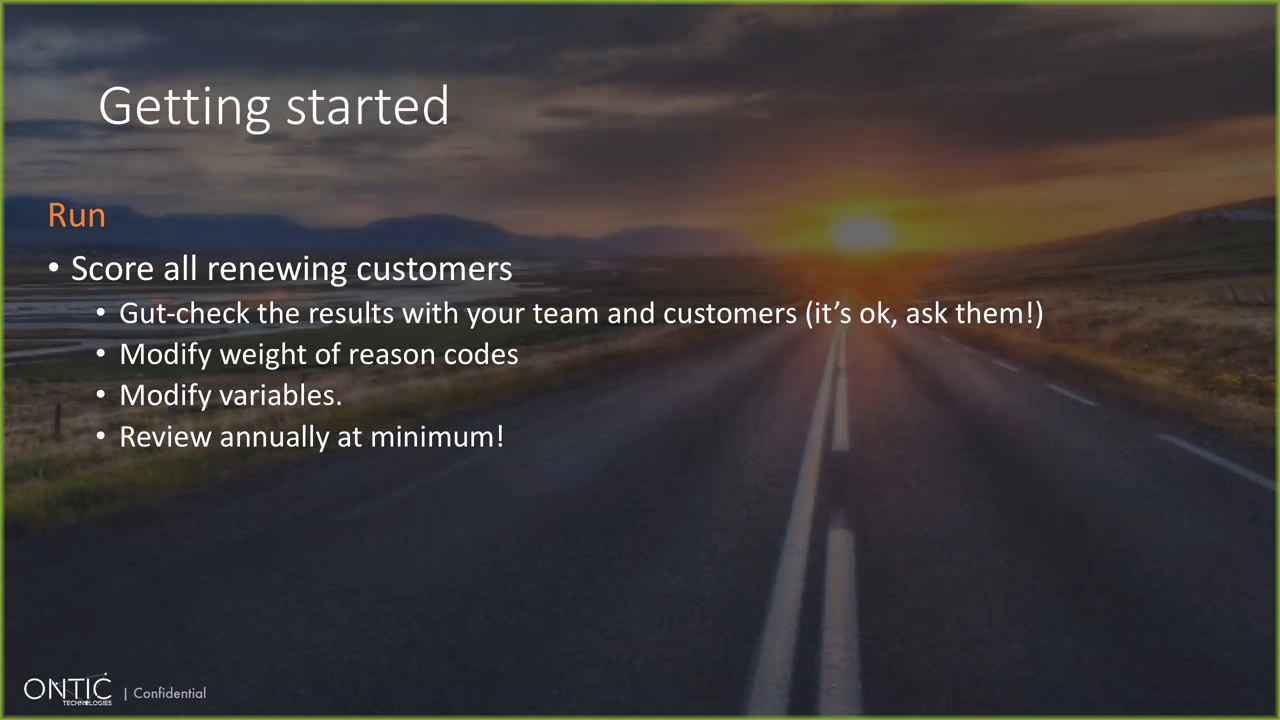 Getting started
Run
• Score all renewing customers
• Gut-check the results with your team and customers (it’s ok, ask them!)
• Modify weight of reason codes
• Modify variables.
• Review annually at minimum!
ONTIC TECHNOLOGIES | Confidential